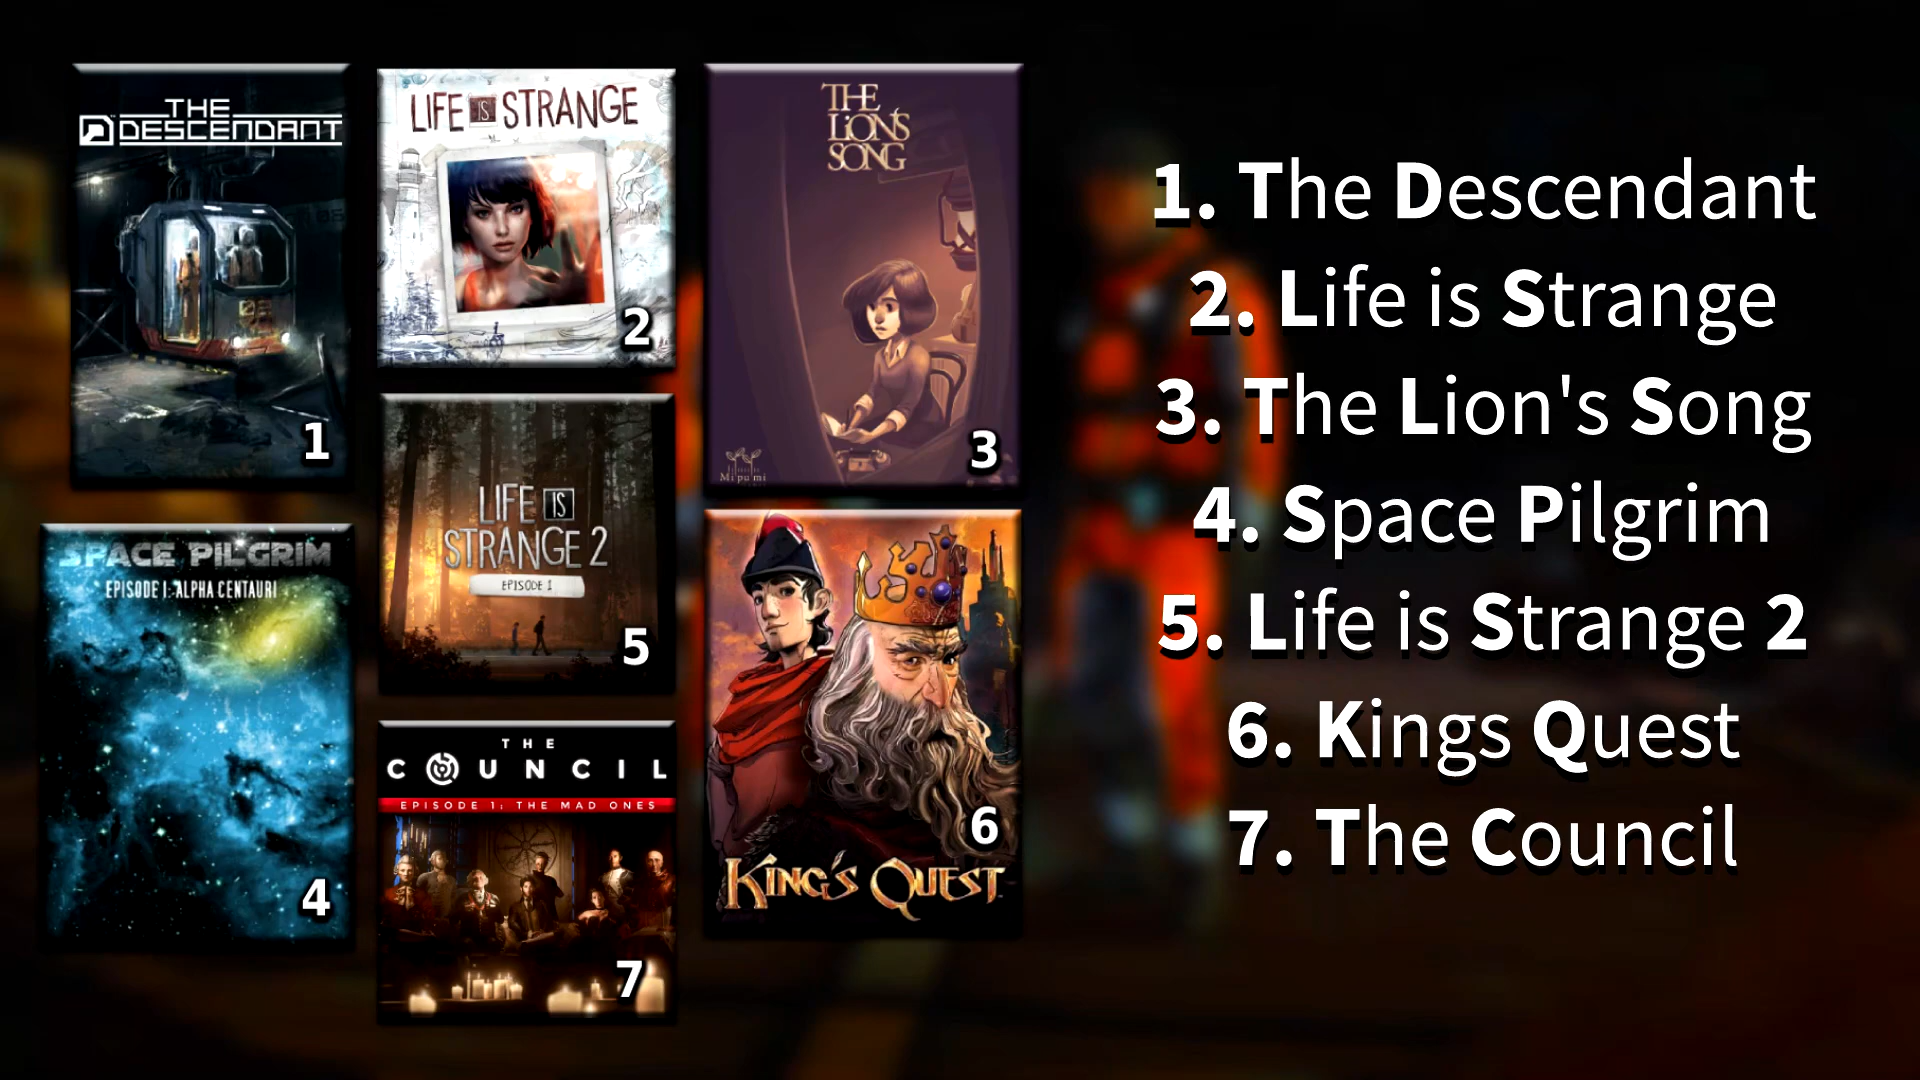 THE
DESCENDANT
1
LIFE IS STRANGE
2
THE
LION'S
SONG
Mi'pu'mi
3
SPACE PILGRIM
EPISODE I: ALPHA CENTAURI
4
LIFE IS
STRANGE 2
EPISODE 1
5
THE
COUNCIL
EPISODE 1: THE MAD ONES
7
6
KING'S QUEST
1. The Descendant
2. Life is Strange
3. The Lion's Song
4. Space Pilgrim
5. Life is Strange 2
6. Kings Quest
7. The Council